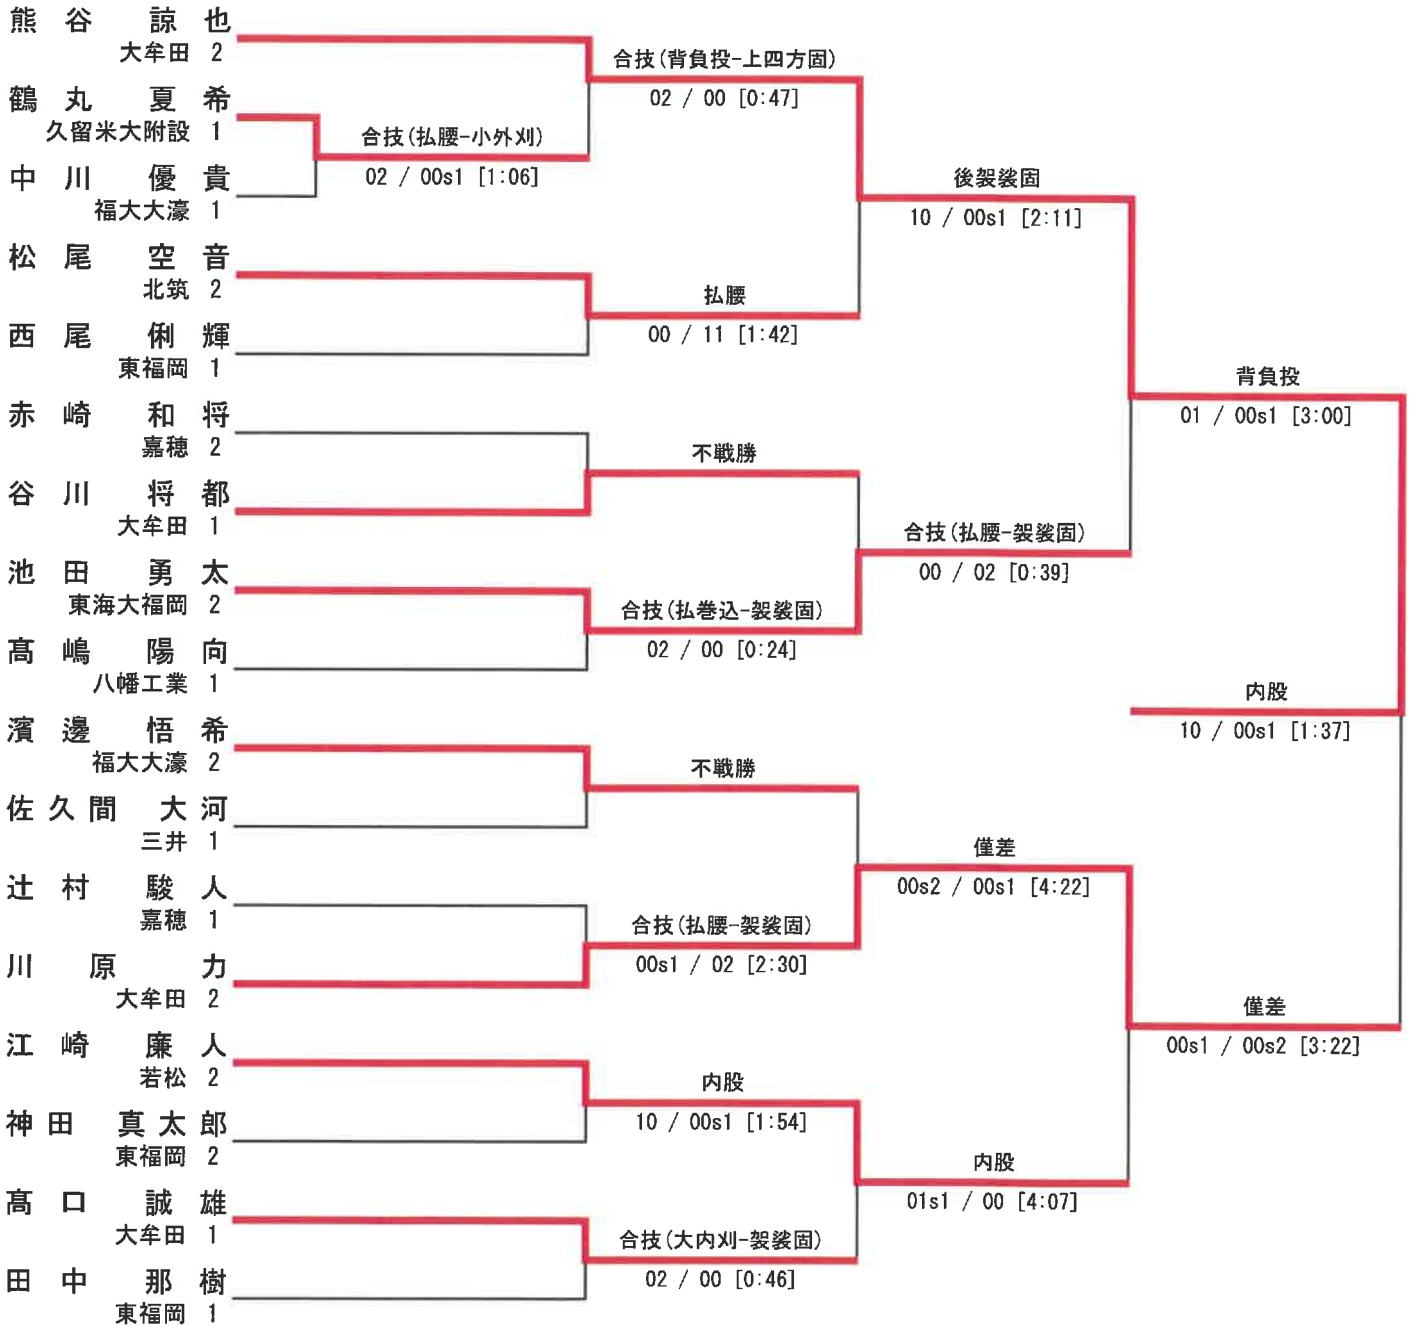 熊谷 諒也
大牟田 2
鶴丸 夏希
久留米大附設 1
中川 優貴
福大大濠 1
松尾 空音
北筑 2
西尾 俐輝
東福岡 1
赤崎 和将
嘉穂 2
谷川 将都
大牟田 1
池田 勇太
東海大福岡 2
髙嶋 陽向
八幡工業 1
濱邊 悟希
福大大濠 2
佐久間 大河
三井 1
辻村 駿人
嘉穂 1
川原 力
大牟田 2
江崎 廉人
若松 2
神田 真太郎
東福岡 2
髙口 誠雄
大牟田 1
田中 那樹
東福岡 1
合技(払腰-小外刈)
02 / 00s1 [1:06]
合技(背負投-上四方固)
02 / 00 [0:47]
払腰
00 / 11 [1:42]
不戦勝
合技(払巻込-袈裟固)
02 / 00 [0:24]
不戦勝
合技(払腰-袈裟固)
00s1 / 02 [2:30]
内股
10 / 00s1 [1:54]
合技(大内刈-袈裟固)
02 / 00 [0:46]
後袈裟固
10 / 00s1 [2:11]
合技(払腰-袈裟固)
00 / 02 [0:39]
僅差
00s2 / 00s1 [4:22]
内股
01s1 / 00 [4:07]
背負投
01 / 00s1 [3:00]
内股
10 / 00s1 [1:37]
僅差
00s1 / 00s2 [3:22]